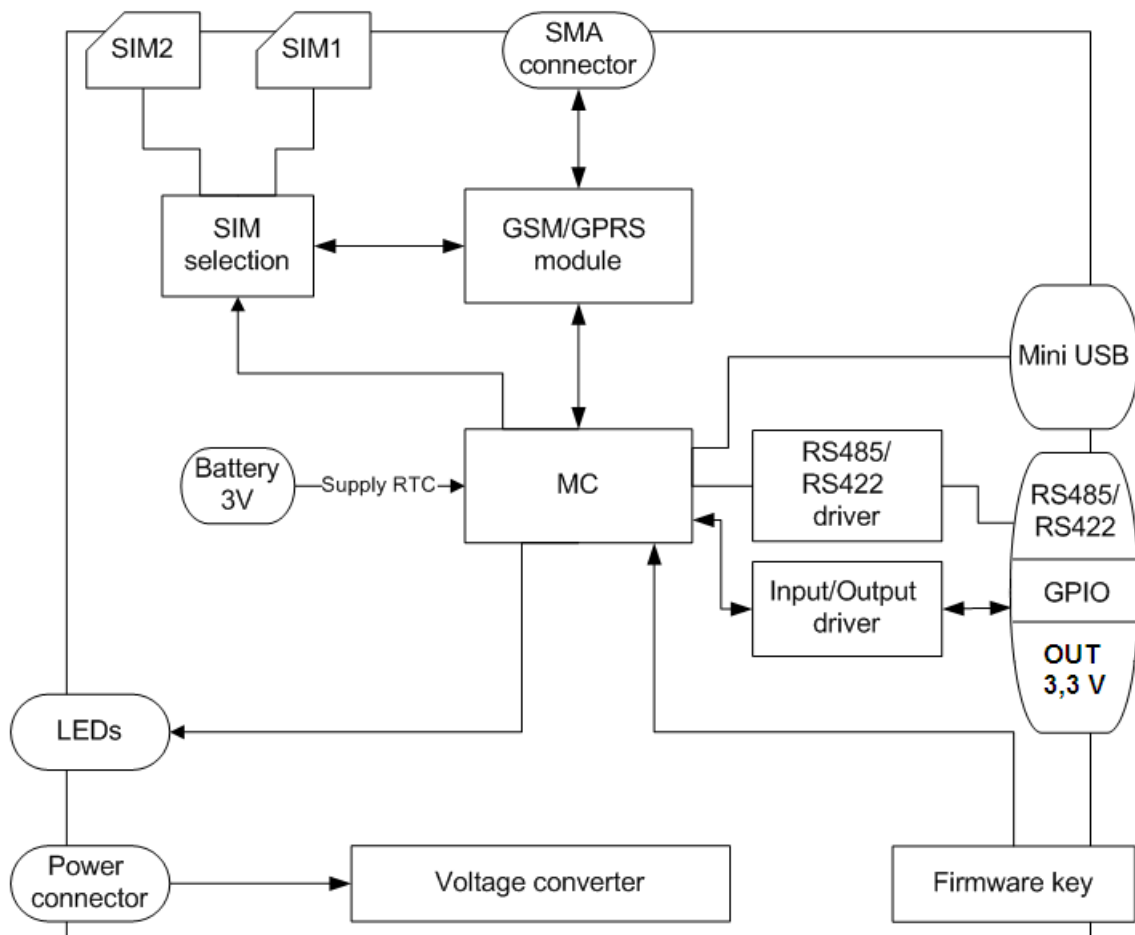 SIM2
SIM1
SMA
connector
SIM
selection
GSM/GPRS
module
Mini USB
Battery
3V
Supply RTC
MC
RS485/
RS422
driver
RS485/
RS422
Input/Output
driver
GPIO
OUT
3,3 V
LEDs
Power
connector
Voltage converter
Firmware key